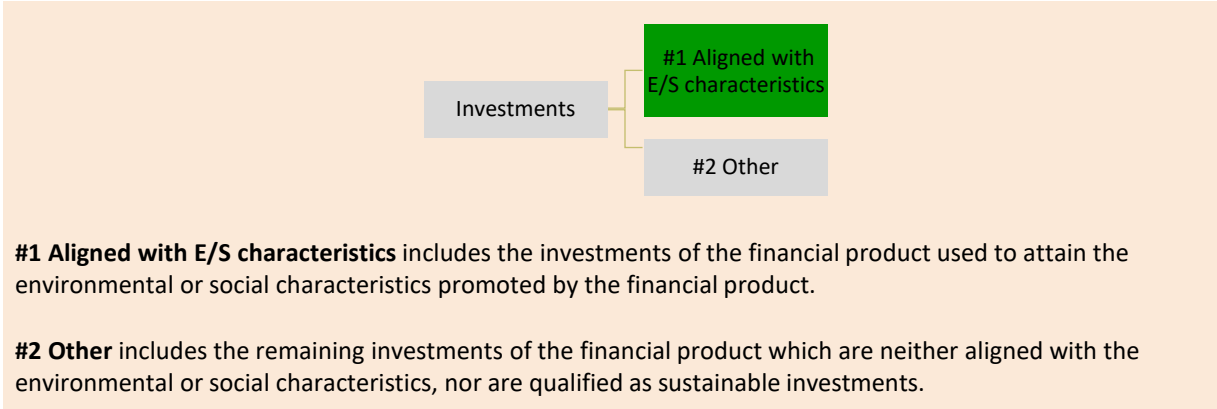 #1 Aligned with
E/S characteristics
Investments
#2 Other
#1 Aligned with E/S characteristics includes the investments of the financial product used to attain the
environmental or social characteristics promoted by the financial product.
#2 Other includes the remaining investments of the financial product which are neither aligned with the
environmental or social characteristics, nor are qualified as sustainable investments.